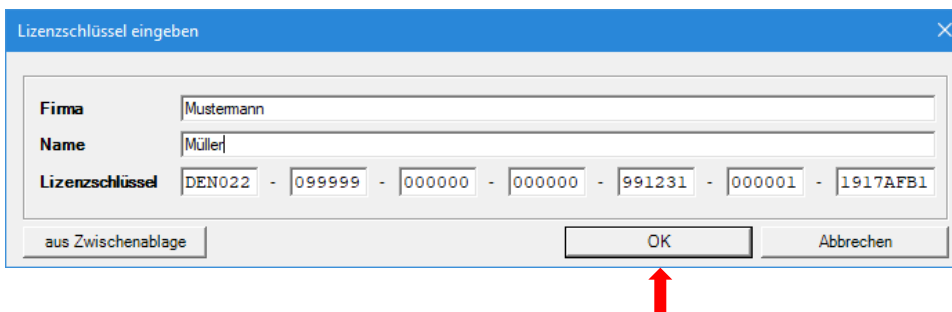 Lizenzschlüssel eingeben
Firma Mustermann
Name Müller
Lizenzschlüssel DEN022 - 099999 - 000000 - 000000 - 991231 - 000001 - 1917AFB1
aus Zwischenablage OK Abbrechen